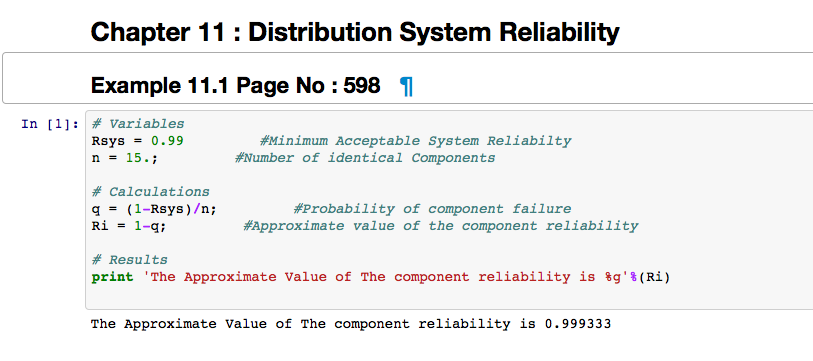 Chapter 11 : Distribution System Reliability
Example 11.1 Page No : 598 ¶
In [1]: # Variables
Rsys = 0.99 #Minimum Acceptable System Reliabilty
n = 15.; #Number of identical Components
# Calculations
q = (1-Rsys)/n; #Probability of component failure
Ri = 1-q; #Approximate value of the component reliability
# Results
print 'The Approximate Value of The component reliability is %g'%(Ri)
The Approximate Value of The component reliability is 0.999333